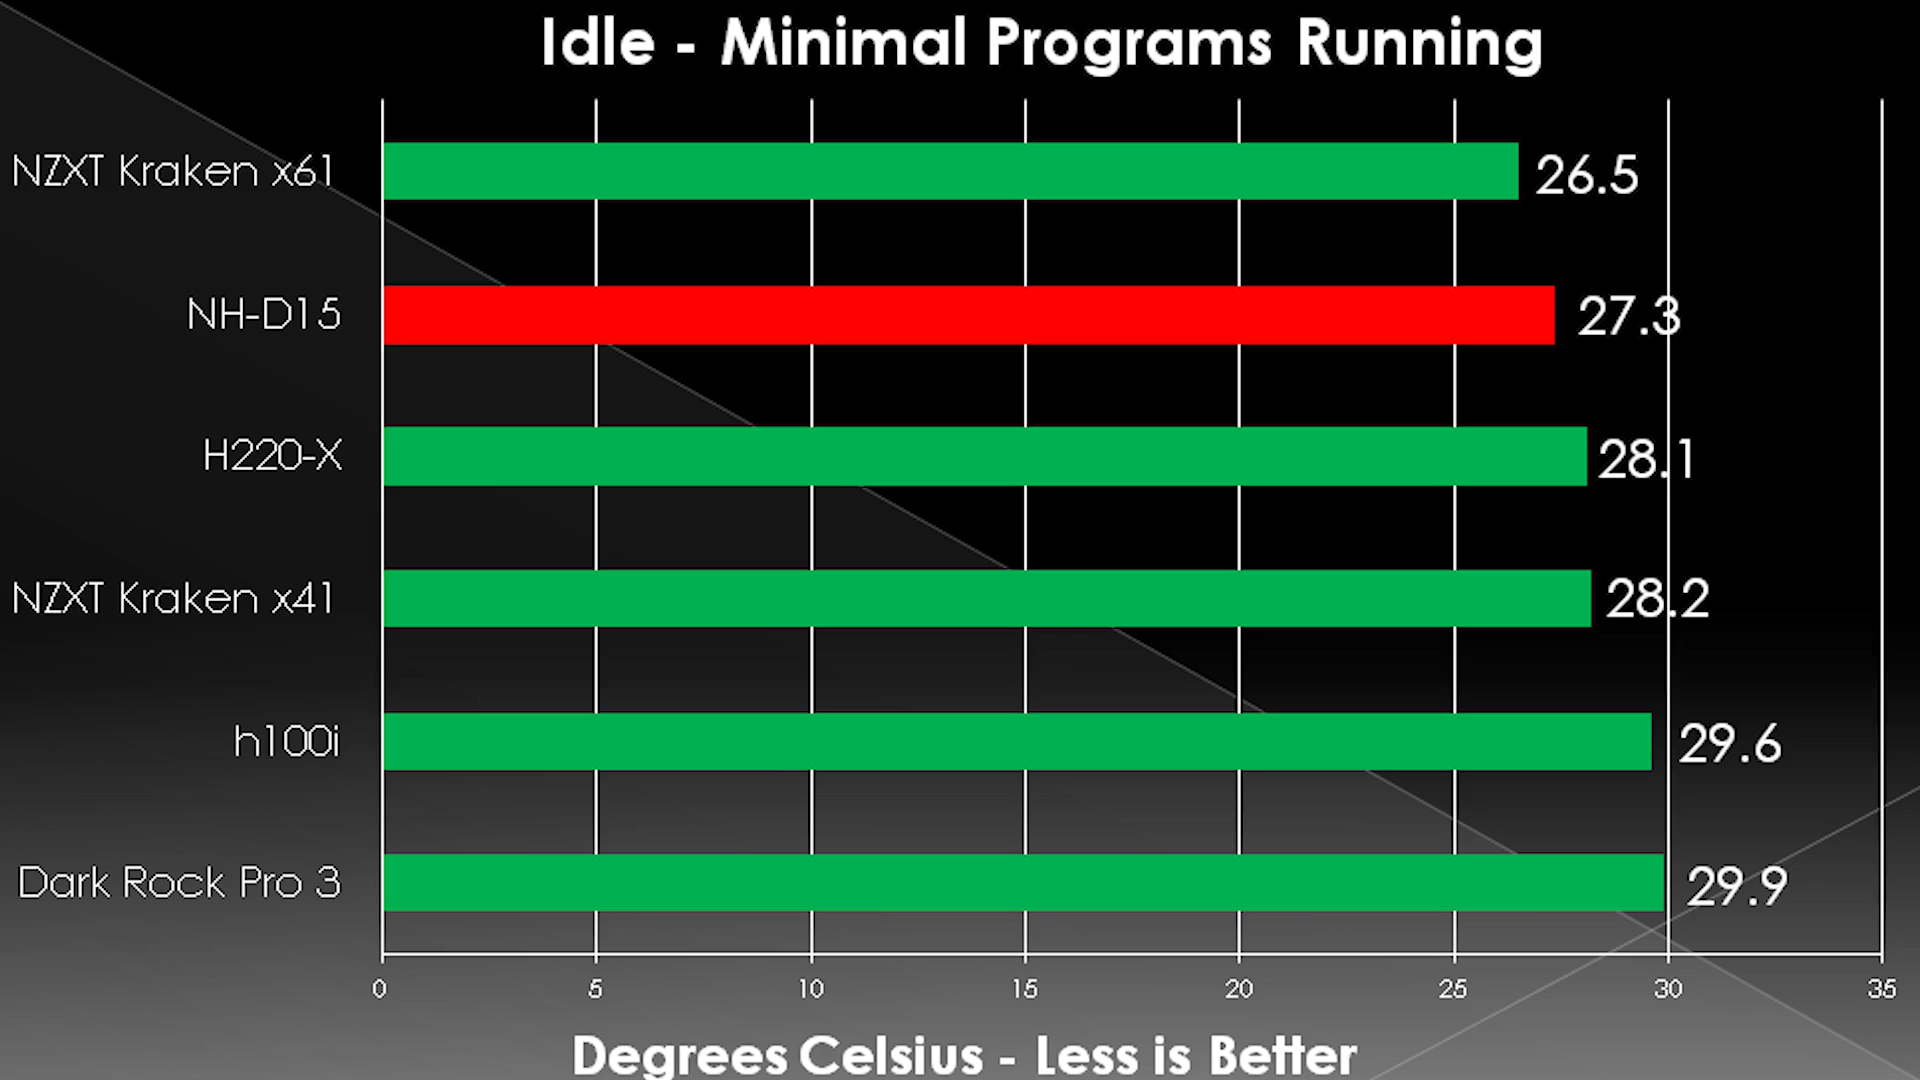 Idle - Minimal Programs Running
NZXT Kraken x61 26.5
NH-D15 27.3
H220-X 28.1
NZXT Kraken x41 28.2
h100i 29.6
Dark Rock Pro 3 29.9
0 5 10 15 20 25 30 35
Degrees Celsius - Less is Better